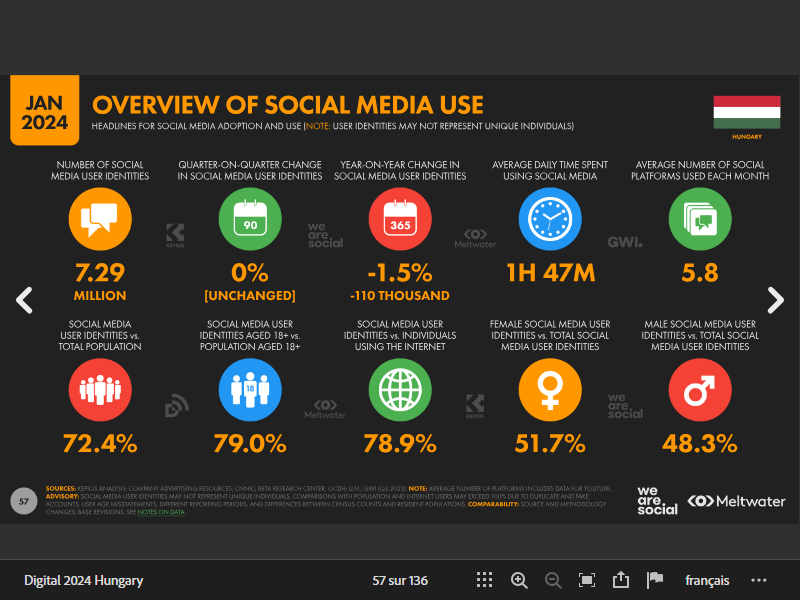 JAN
2024
OVERVIEW OF SOCIAL MEDIA USE
HEADLINES FOR SOCIAL MEDIA ADOPTION AND USE (NOTE: USER IDENTITIES MAY NOT REPRESENT UNIQUE INDIVIDUALS)
HUNGARY
NUMBER OF SOCIAL
MEDIA USER IDENTITIES
7.29
MILLION
QUARTER-ON-QUARTER CHANGE
IN SOCIAL MEDIA USER IDENTITIES
90
0%
[UNCHANGED]
YEAR-ON-YEAR CHANGE IN
SOCIAL MEDIA USER IDENTITIES
365
-1.5%
-110 THOUSAND
AVERAGE DAILY TIME SPENT
USING SOCIAL MEDIA
1H 47M
AVERAGE NUMBER OF SOCIAL
PLATFORMS USED EACH MONTH
5.8
KEPIOS
we
are.
social
Meltwater
GWI.
SOCIAL MEDIA
USER IDENTITIES vs.
TOTAL POPULATION
72.4%
SOCIAL MEDIA USER
IDENTITIES AGED 18+ vs.
POPULATION AGED 18+
18
79.0%
SOCIAL MEDIA USER
IDENTITIES vs. INDIVIDUALS
USING THE INTERNET
78.9%
FEMALE SOCIAL MEDIA USER
IDENTITIES vs. TOTAL SOCIAL
MEDIA USER IDENTITIES
51.7%
MALE SOCIAL MEDIA USER
IDENTITIES vs. TOTAL SOCIAL
MEDIA USER IDENTITIES
48.3%
Meltwater
KEPIOS
we
are.
social
57
SOURCES: KEPIOS ANALYSIS; COMPANY ADVERTISING RESOURCES; CNNIC; BETA RESEARCH CENTER; OCDH; U.N.; GWI (Q3 2023). NOTE: AVERAGE NUMBER OF PLATFORMS INCLUDES DATA FOR YOUTUBE.
ADVISORY: SOCIAL MEDIA USER IDENTITIES MAY NOT REPRESENT UNIQUE INDIVIDUALS. COMPARISONS WITH POPULATION AND INTERNET USERS MAY EXCEED 100% DUE TO DUPLICATE AND FAKE
ACCOUNTS, USER AGE MISSTATEMENTS, DIFFERENT REPORTING PERIODS, AND DIFFERENCES BETWEEN CENSUS COUNTS AND RESIDENT POPULATIONS. COMPARABILITY: SOURCE AND METHODOLOGY
CHANGES; BASE REVISIONS. SEE NOTES ON DATA.
we
are.
social
Meltwater
Digital 2024 Hungary
57 sur 136
français